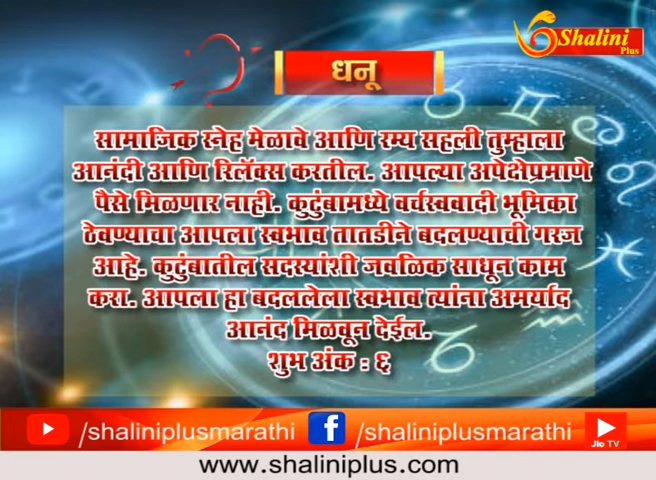 Shalini
Plus
धनू
सामाजिक स्नेह मेळावे आणि रम्य सहली तुम्हाला
आनंदी आणि रिलॅक्स करतील. आपल्या अपेक्षेप्रमाणे
पैसे मिळणार नाही. कुटुंबामध्ये वर्चस्ववादी भूमिका
ठेवण्याचा आपला स्वभाव तातडीने बदलण्याची गरज
आहे. कुटुंबातील सदस्यांशी जवळिक साधून काम
करा. आपला हा बदललेला स्वभाव त्यांना अमर्याद
आनंद मिळवून देईल.
शुभ अंक : ६
/shaliniplusmarathi
/shaliniplusmarathi
Jio TV
www.shaliniplus.com